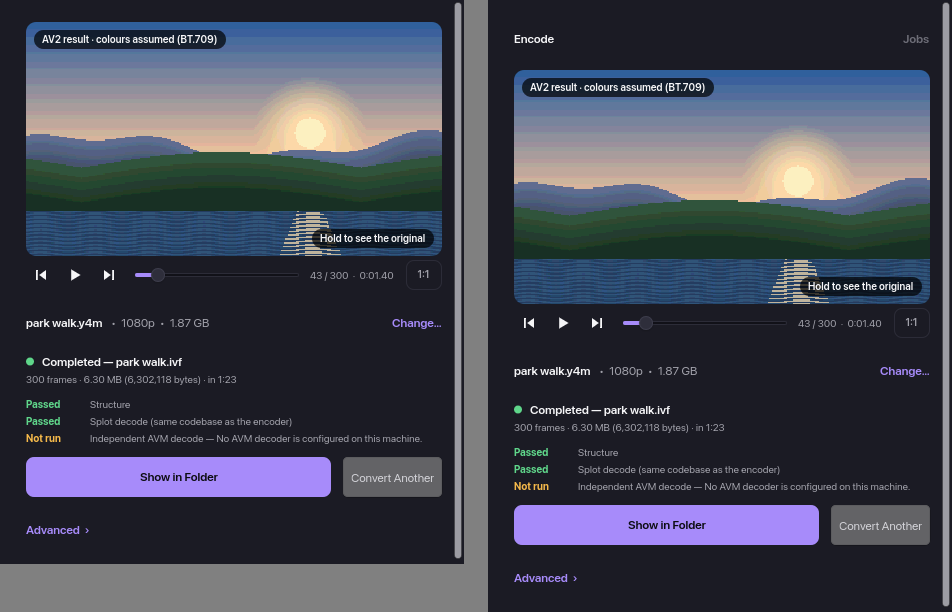 AV2 result · colours assumed (BT.709)
Hold to see the original
43 / 300 · 0:01.40
1:1
park walk.y4m • 1080p • 1.87 GB
Change...
Completed — park walk.ivf
300 frames · 6.30 MB (6,302,118 bytes) · in 1:23
Passed Structure
Passed Splot decode (same codebase as the encoder)
Not run Independent AVM decode — No AVM decoder is configured on this machine.
Show in Folder
Convert Another
Advanced ›
Encode
Jobs
AV2 result · colours assumed (BT.709)
Hold to see the original
43 / 300 · 0:01.40
1:1
park walk.y4m • 1080p • 1.87 GB
Change...
Completed — park walk.ivf
300 frames · 6.30 MB (6,302,118 bytes) · in 1:23
Passed Structure
Passed Splot decode (same codebase as the encoder)
Not run Independent AVM decode — No AVM decoder is configured on this machine.
Show in Folder
Convert Another
Advanced ›